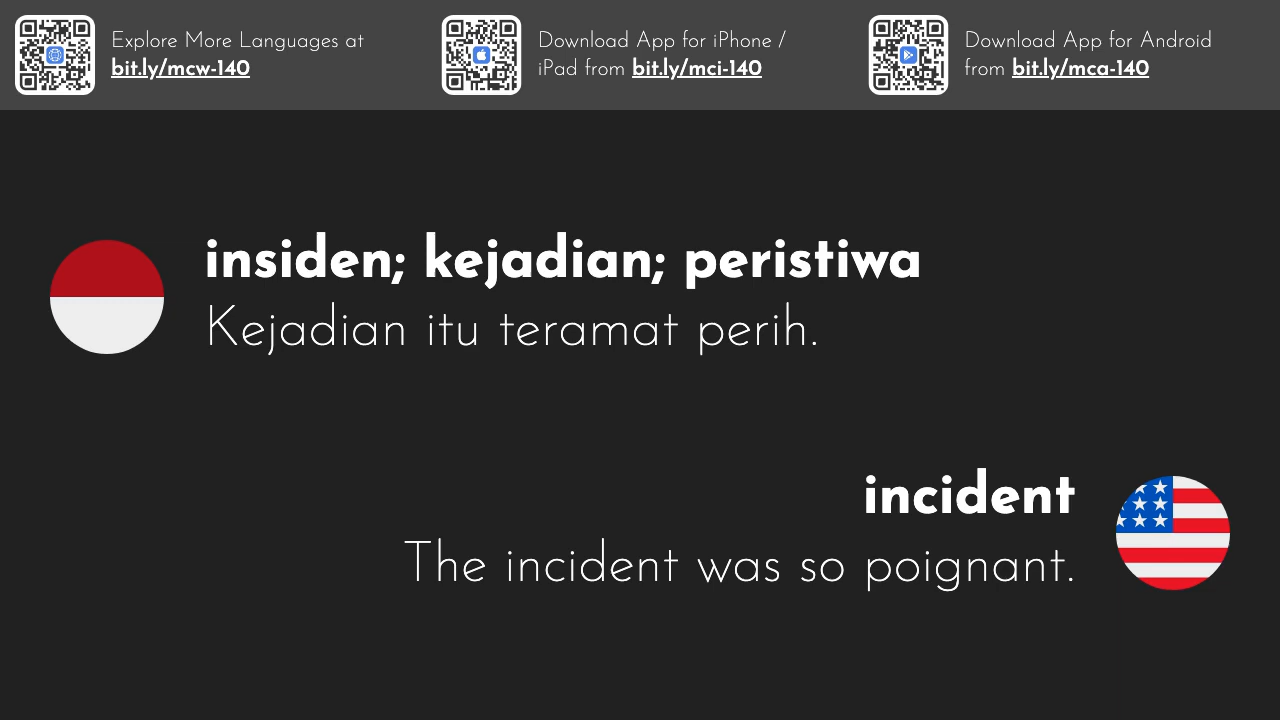 Explore More Languages at
bit.ly/mcw-140
Download App for iPhone /
iPad from bit.ly/mci-140
Download App for Android
from bit.ly/mca-140
insiden; kejadian; peristiwa
Kejadian itu teramat perih.
incident
The incident was so poignant.